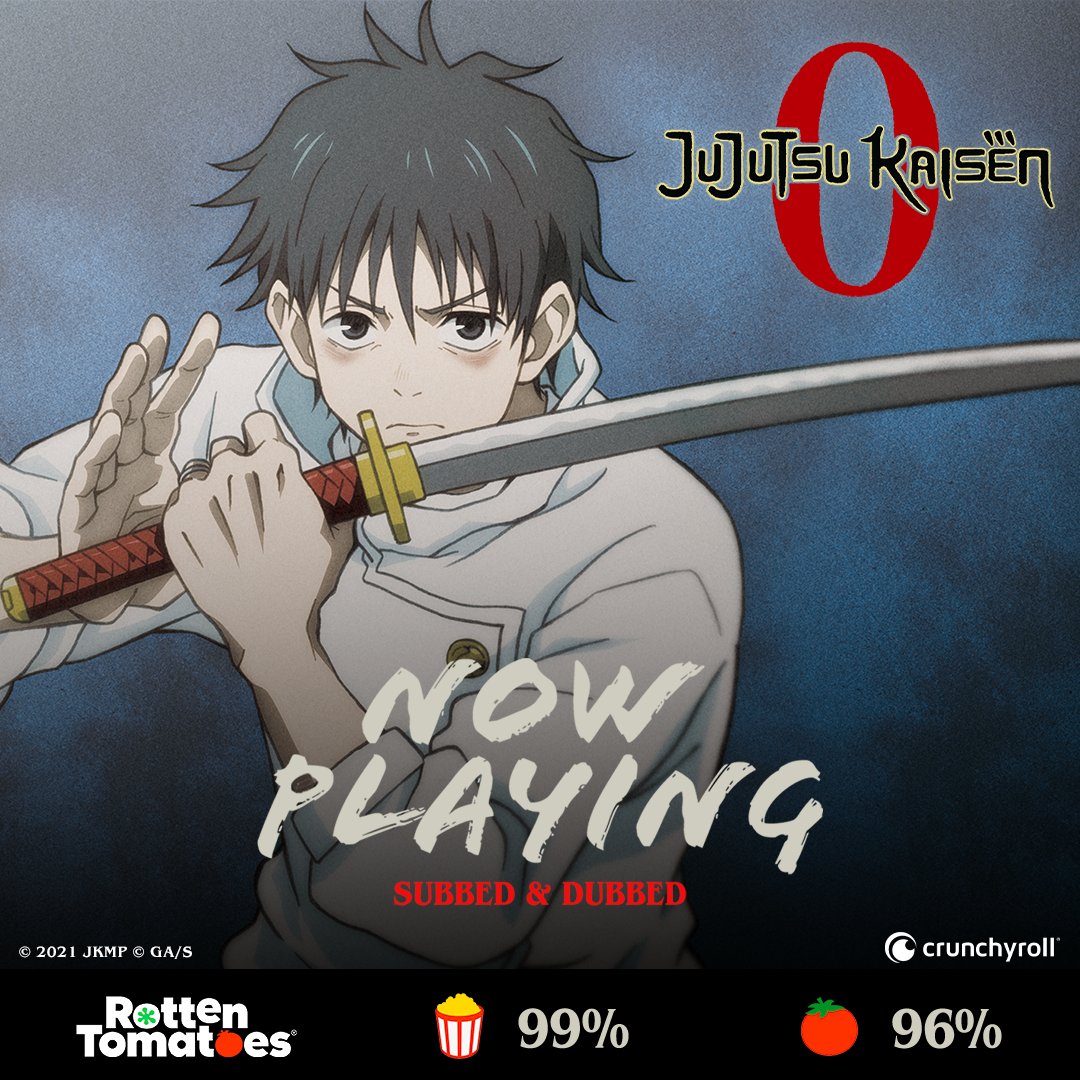 0
JUJUTSU KAISEN
NOW
PLAYING
SUBBED & DUBBED
© 2021 JKMP © GA/S
crunchyroll®
Rotten
Tomatoes®
99%
96%